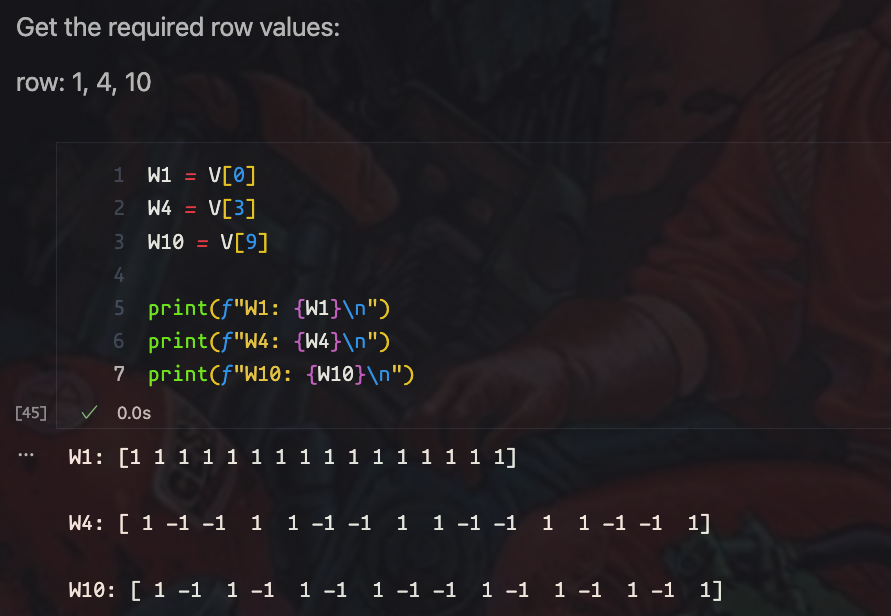 Get the required row values:
row: 1, 4, 10
1 W1 = V[0]
2 W4 = V[3]
3 W10 = V[9]
4
5 print(f"W1: {W1}\n")
6 print(f"W4: {W4}\n")
7 print(f"W10: {W10}\n")
[45] ✓ 0.0s
... W1: [1 1 1 1 1 1 1 1 1 1 1 1 1 1 1 1]
W4: [ 1 -1 -1  1  1 -1 -1  1  1 -1 -1  1  1 -1 -1  1]
W10: [ 1 -1  1 -1  1 -1  1 -1 -1  1 -1  1 -1  1 -1  1]